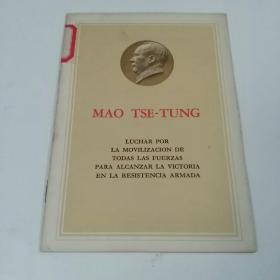 MAO TSE-TUNG
LUCHAR POR
LA MOVILIZACION DE
TODAS LAS FUERZAS
PARA ALCANZAR LA VICTORIA
EN LA RESISTENCIA ARMADA